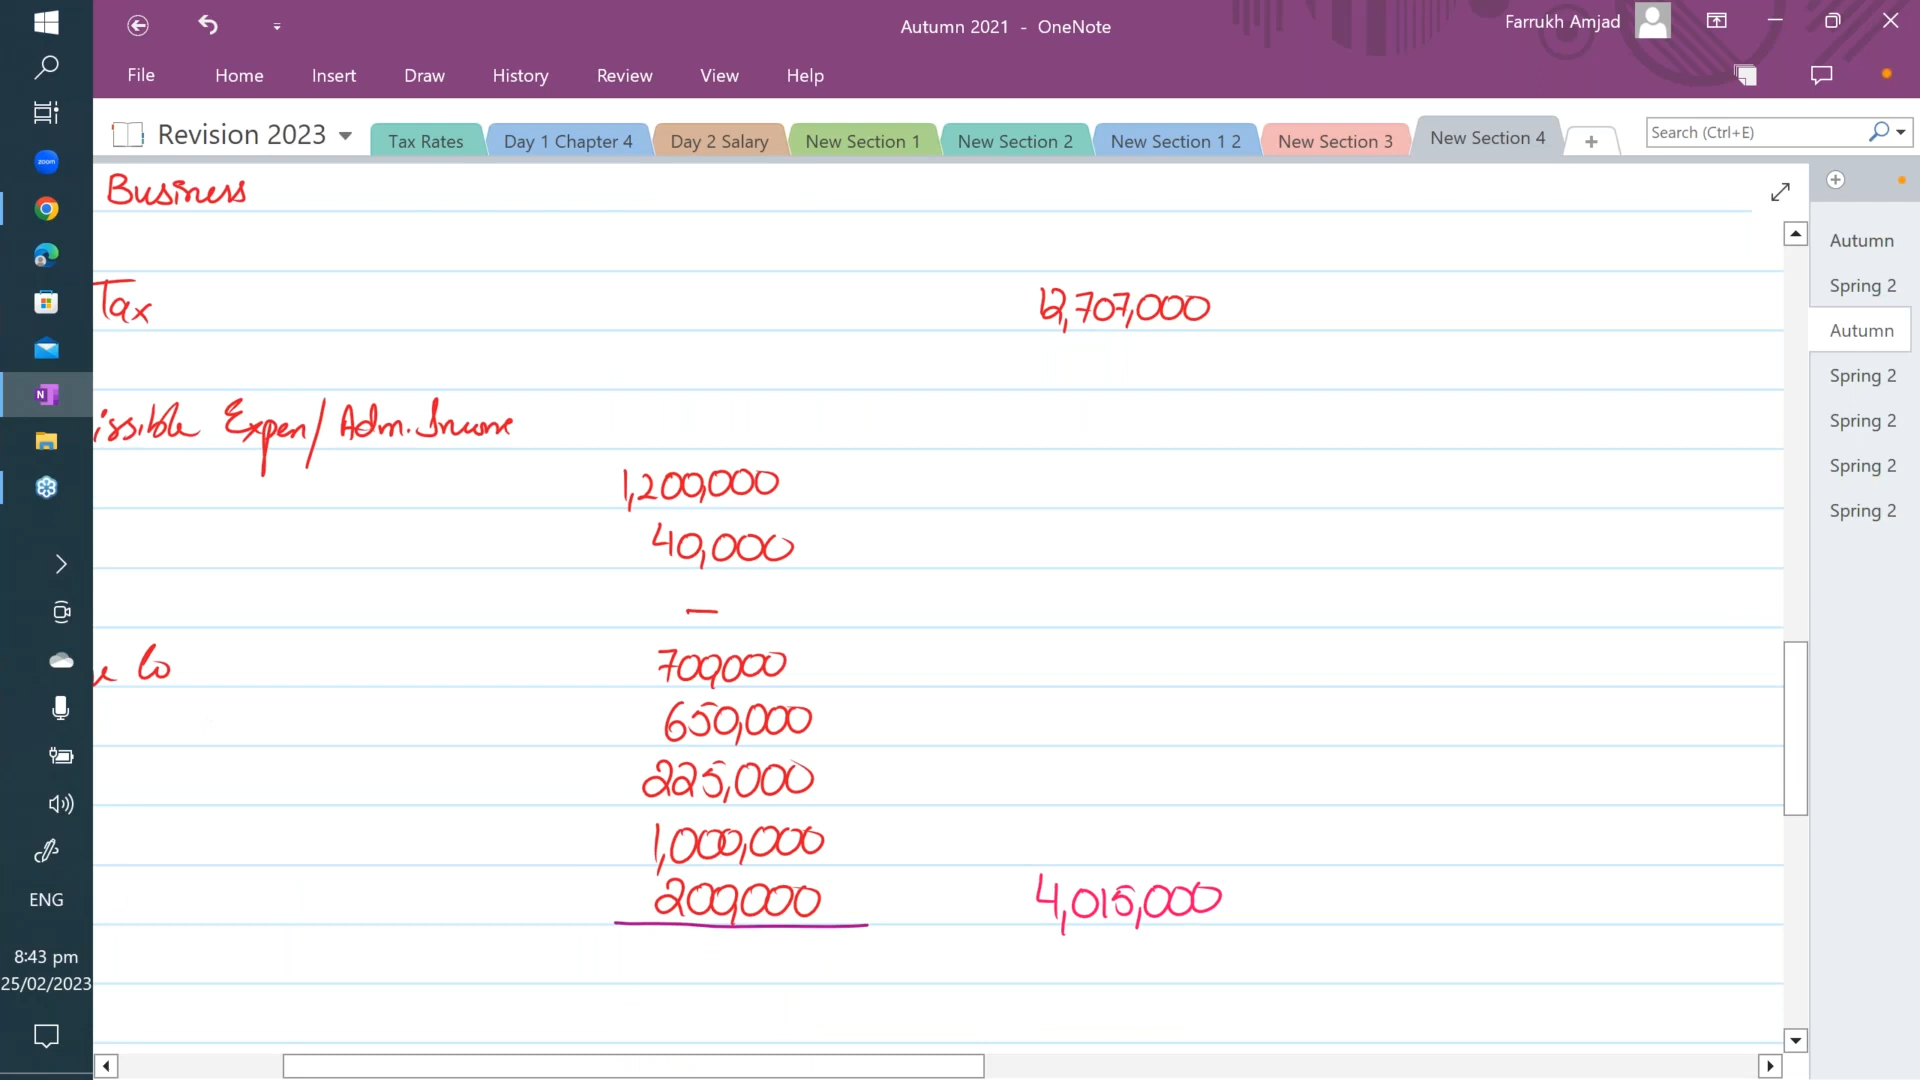 Autumn 2021 - OneNote
Farrukh Amjad
File Home Insert Draw History Review View Help
Revision 2023
Tax Rates
Day 1 Chapter 4
Day 2 Salary
New Section 1
New Section 2
New Section 1 2
New Section 3
New Section 4
Search (Ctrl+E)
Business
Tax 12,707,000
issible Expen/ Adm. Income
1,200,000
40,000
—
Co 700,000
650,000
225,000
1,000,000
200,000 4,015,000
Autumn
Spring 2
Autumn
Spring 2
Spring 2
Spring 2
Spring 2
zoom
N
ENG
8:43 pm
25/02/2023